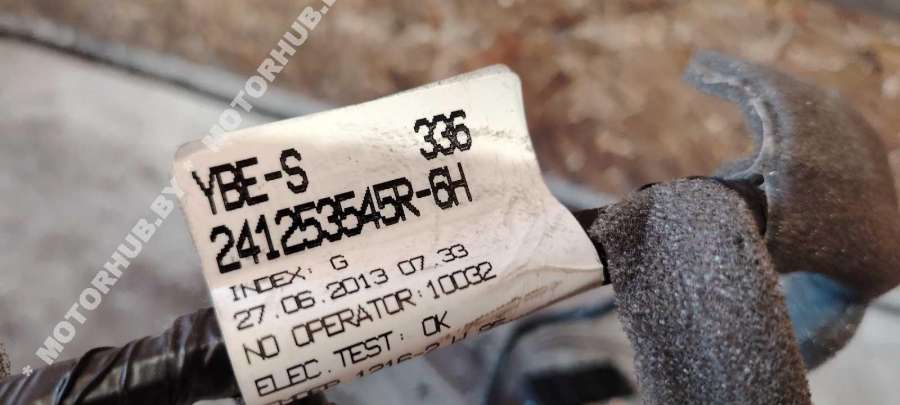 YBE-S 336
241253545R-6H
INDEX: G
27.06.2013 07.33
NO OPERATOR:10032
ELEC.TEST: OK
* MOTORHUB.BY * MOTORHUB.BY